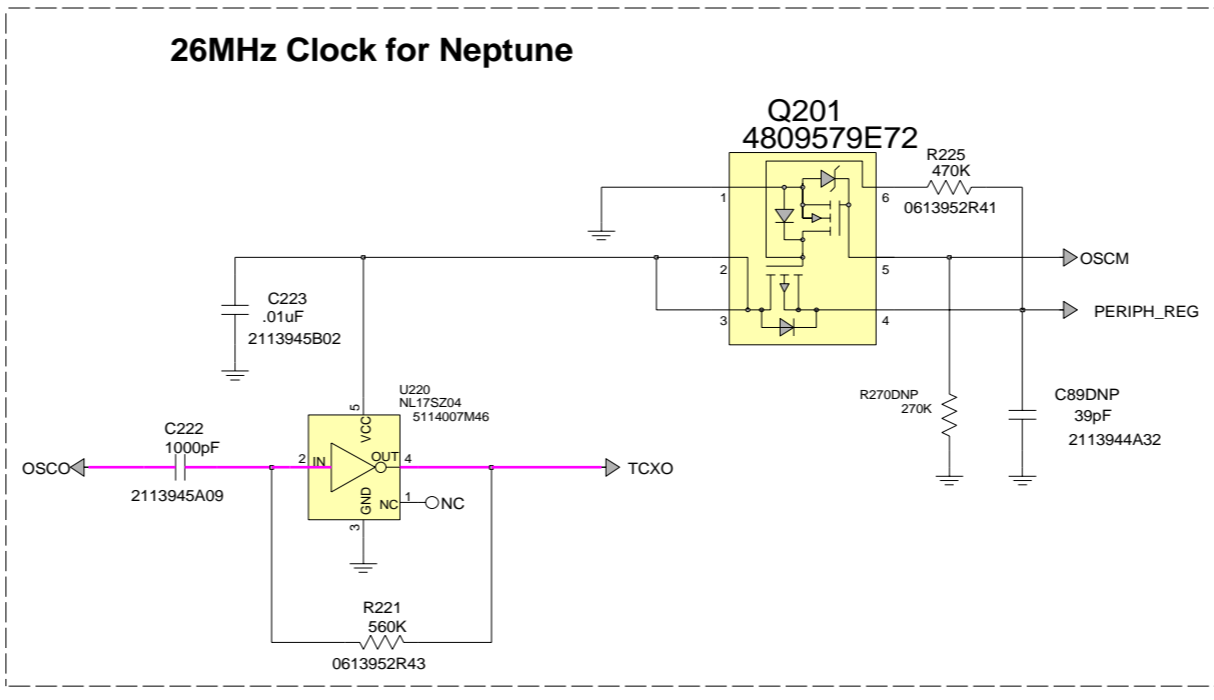 26MHz Clock for Neptune
Q201
4809579E72
R225
470K
0613952R41
1
6
2
5
OSCM
3
4
PERIPH_REG
C223
.01uF
2113945B02
U220
NL17SZ04
5114007M46
R270DNP
270K
C89DNP
39pF
2113944A32
5
VCC
C222
1000pF
OSCO
2
IN
OUT
4
TCXO
2113945A09
GND
NC
1
NC
3
R221
560K
0613952R43